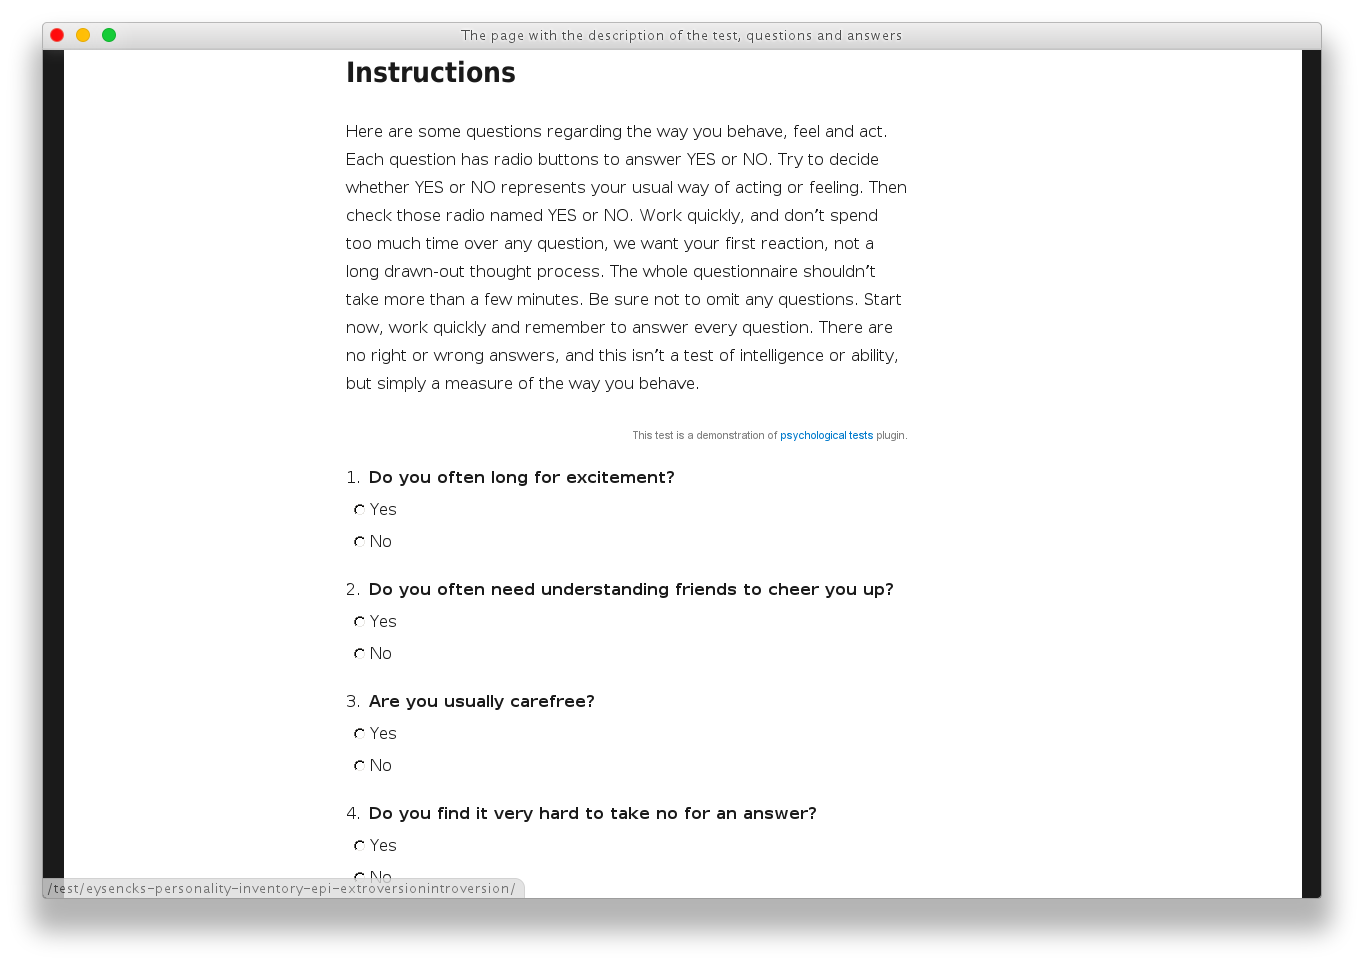 The page with the description of the test, questions and answers
Instructions
Here are some questions regarding the way you behave, feel and act.
Each question has radio buttons to answer YES or NO. Try to decide
whether YES or NO represents your usual way of acting or feeling. Then
check those radio named YES or NO. Work quickly, and don't spend
too much time over any question, we want your first reaction, not a
long drawn-out thought process. The whole questionnaire shouldn't
take more than a few minutes. Be sure not to omit any questions. Start
now, work quickly and remember to answer every question. There are
no right or wrong answers, and this isn't a test of intelligence or ability,
but simply a measure of the way you behave.
This test is a demonstration of psychological tests plugin.
1. Do you often long for excitement?
Yes
No
2. Do you often need understanding friends to cheer you up?
Yes
No
3. Are you usually carefree?
Yes
No
4. Do you find it very hard to take no for an answer?
Yes
No
/test/eysencks-personality-inventory-epi-extroversionintroversion/